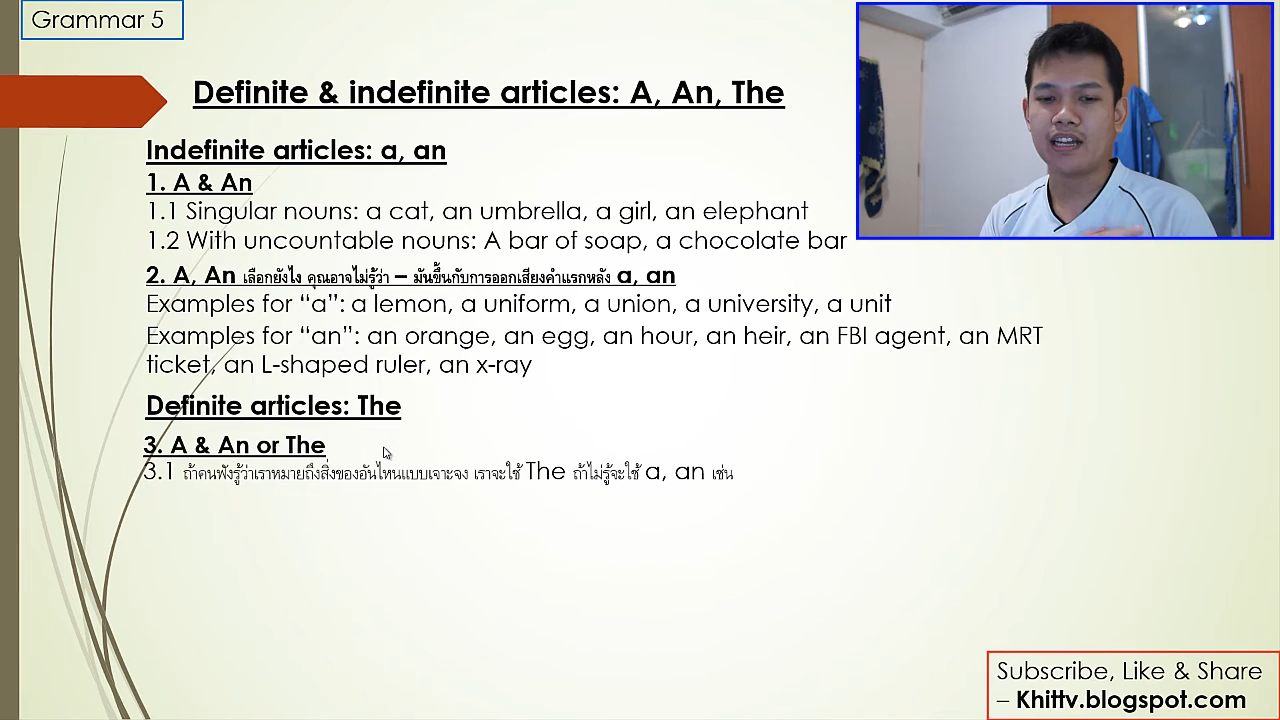 Grammar 5
Definite & indefinite articles: A, An, The
Indefinite articles: a, an
1. A & An
1.1 Singular nouns: a cat, an umbrella, a girl, an elephant
1.2 With uncountable nouns: A bar of soap, a chocolate bar
2. A, An เลือกยังไง คุณอาจไม่รู้ว่า – มันขึ้นกับการออกเสียงคำแรกหลัง a, an
Examples for “a”: a lemon, a uniform, a union, a university, a unit
Examples for “an”: an orange, an egg, an hour, an heir, an FBI agent, an MRT
ticket, an L-shaped ruler, an x-ray
Definite articles: The
3. A & An or The
3.1 ถ้าคนฟังรู้ว่าเราหมายถึงสิ่งของอันไหนแบบเจาะจง เราจะใช้ The ถ้าไม่รู้จะใช้ a, an เช่น
Subscribe, Like & Share
– Khittv.blogspot.com